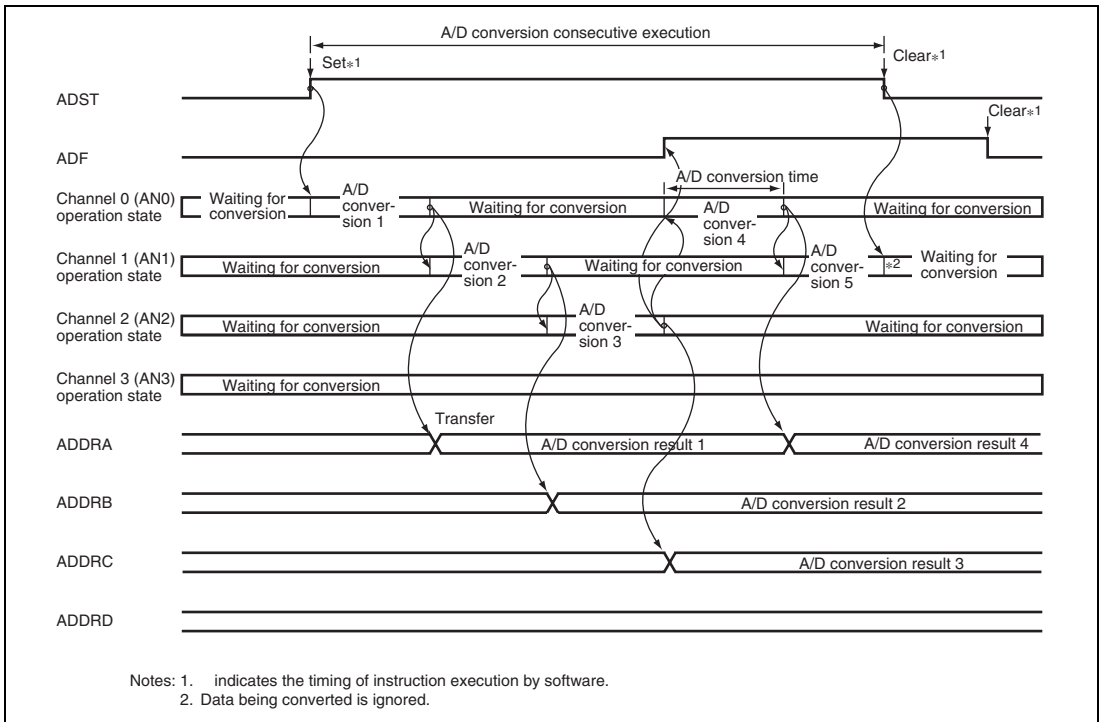 A/D conversion consecutive execution
Set*1
Clear*1
ADST
Clear*1
ADF
A/D conversion time
Channel 0 (AN0)
operation state
Waiting for
conversion
A/D
conver-
sion 1
Waiting for conversion
A/D
conver-
sion 4
Waiting for conversion
Channel 1 (AN1)
operation state
Waiting for conversion
A/D
conver-
sion 2
Waiting for conversion
A/D
conver-
sion 5
*2
Waiting for
conversion
Channel 2 (AN2)
operation state
Waiting for conversion
A/D
conver-
sion 3
Waiting for conversion
Channel 3 (AN3)
operation state
Waiting for conversion
Transfer
ADDRA
A/D conversion result 1
A/D conversion result 4
ADDRB
A/D conversion result 2
ADDRC
A/D conversion result 3
ADDRD
Notes: 1. indicates the timing of instruction execution by software.
2. Data being converted is ignored.